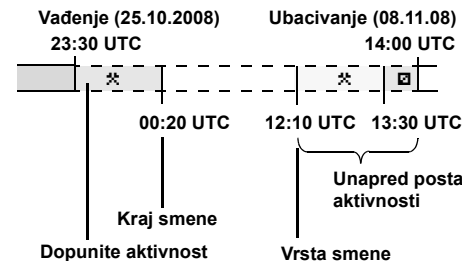 Vađenje (25.10.2008) Ubacivanje (08.11.08)
23:30 UTC 14:00 UTC
00:20 UTC 12:10 UTC 13:30 UTC
Unapred posta
aktivnosti
Kraj smene
Dopunite aktivnost Vrsta smene